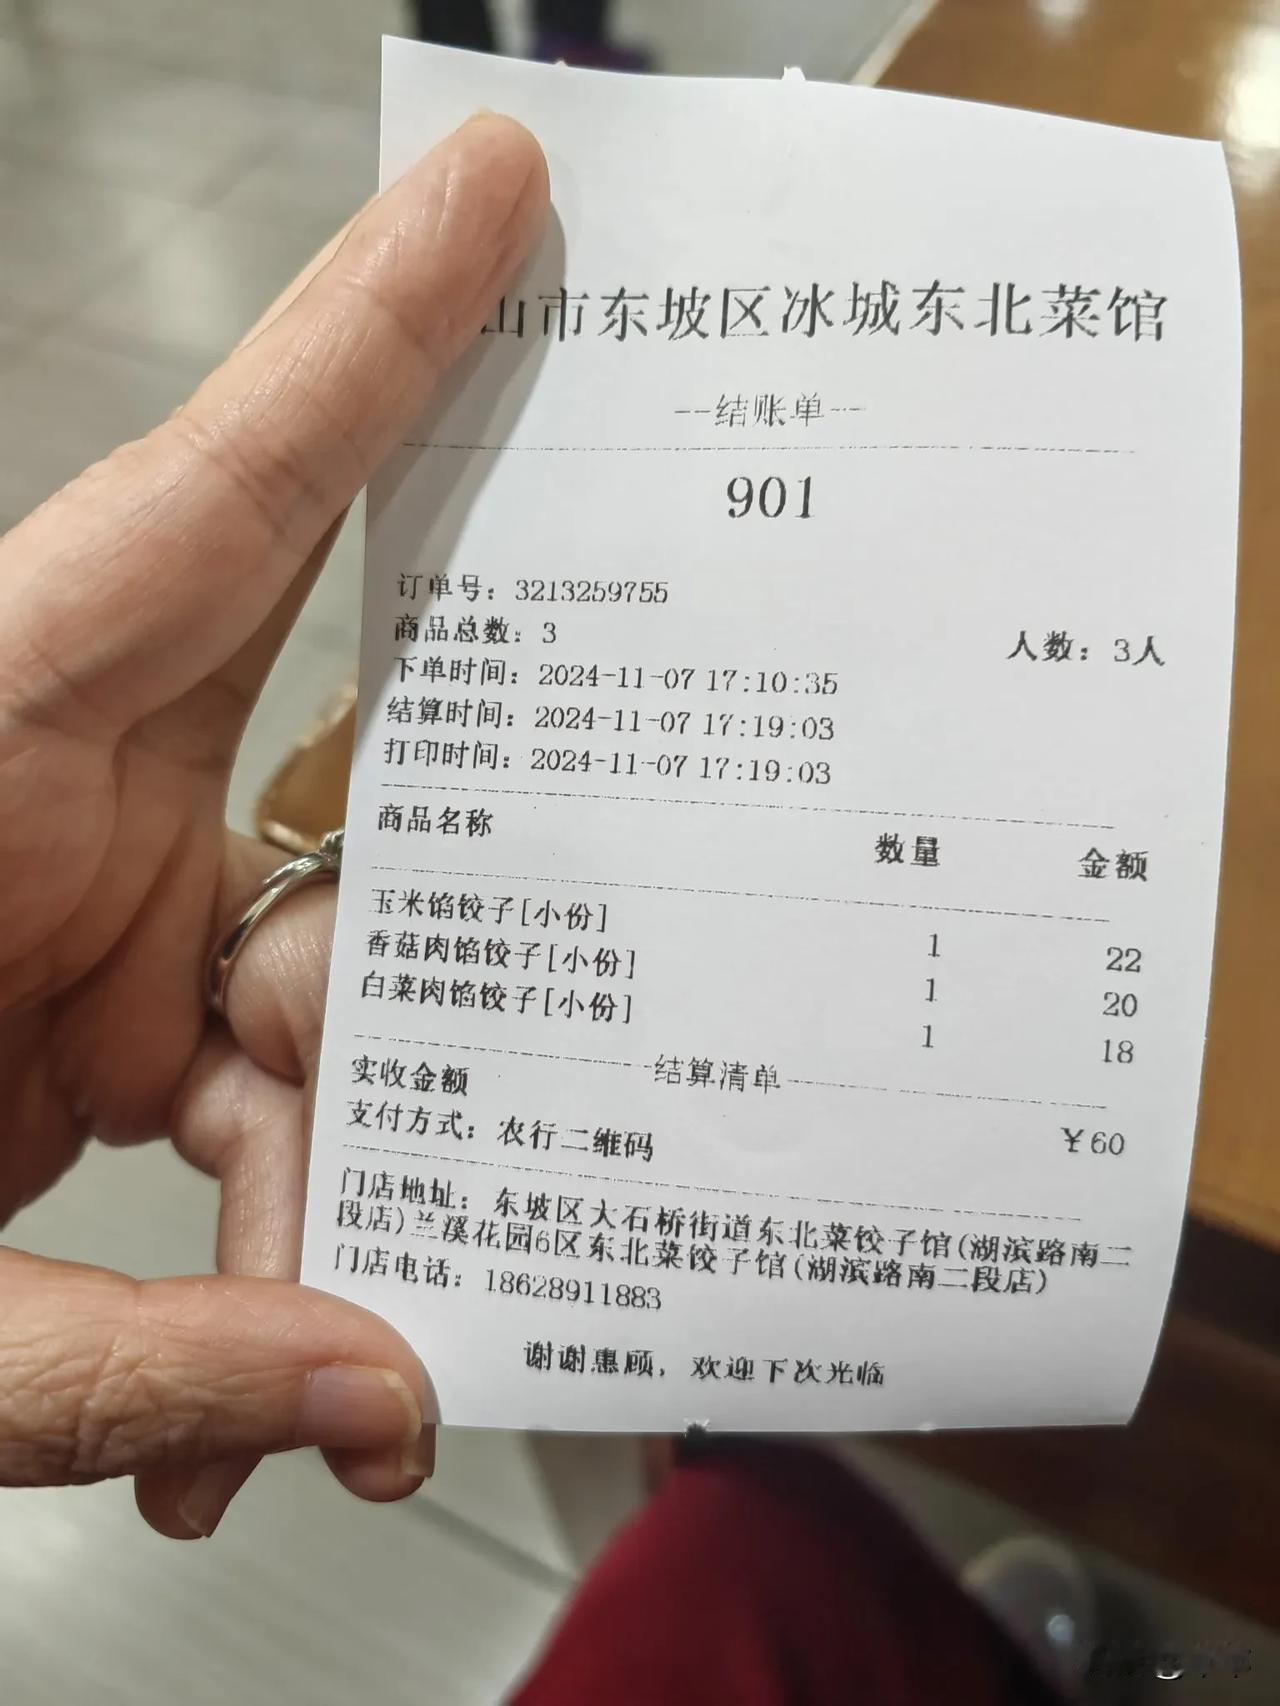 山市东坡区冰城东北菜馆
--结账单--
901
订单号：3213259755
商品总数：3
人数：3人
下单时间：2024-11-07 17:10:35
结算时间：2024-11-07 17:19:03
打印时间：2024-11-07 17:19:03
商品名称 数量 金额
玉米馅饺子[小份] 1 22
香菇肉馅饺子[小份] 1 20
白菜肉馅饺子[小份] 1 18
结算清单
实收金额 ￥60
支付方式：农行二维码
门店地址：东坡区大石桥街道东北菜饺子馆(湖滨路南二
段店)兰溪花园6区东北菜饺子馆(湖滨路南二段店)
门店电话：18628911883
谢谢惠顾，欢迎下次光临